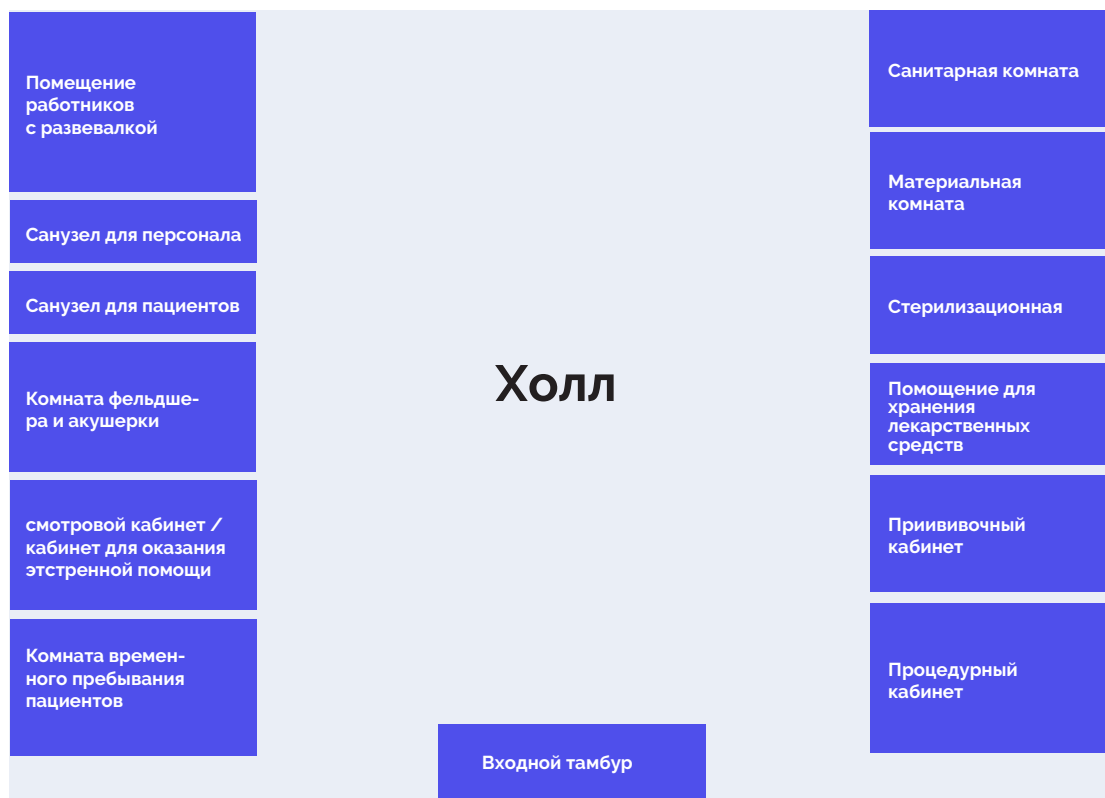 Помещение
работников
с развевалкой
Санузел для персонала
Санузел для пациентов
Комната фельдше-
ра и акушерки
смотровой кабинет /
кабинет для оказания
этстренной помощи
Комната времен-
ного пребывания
пациентов
Холл
Входной тамбур
Санитарная комната
Материальная
комната
Стерилизационная
Помощение для
хранения
лекарственных
средств
Приививочный
кабинет
Процедурный
кабинет